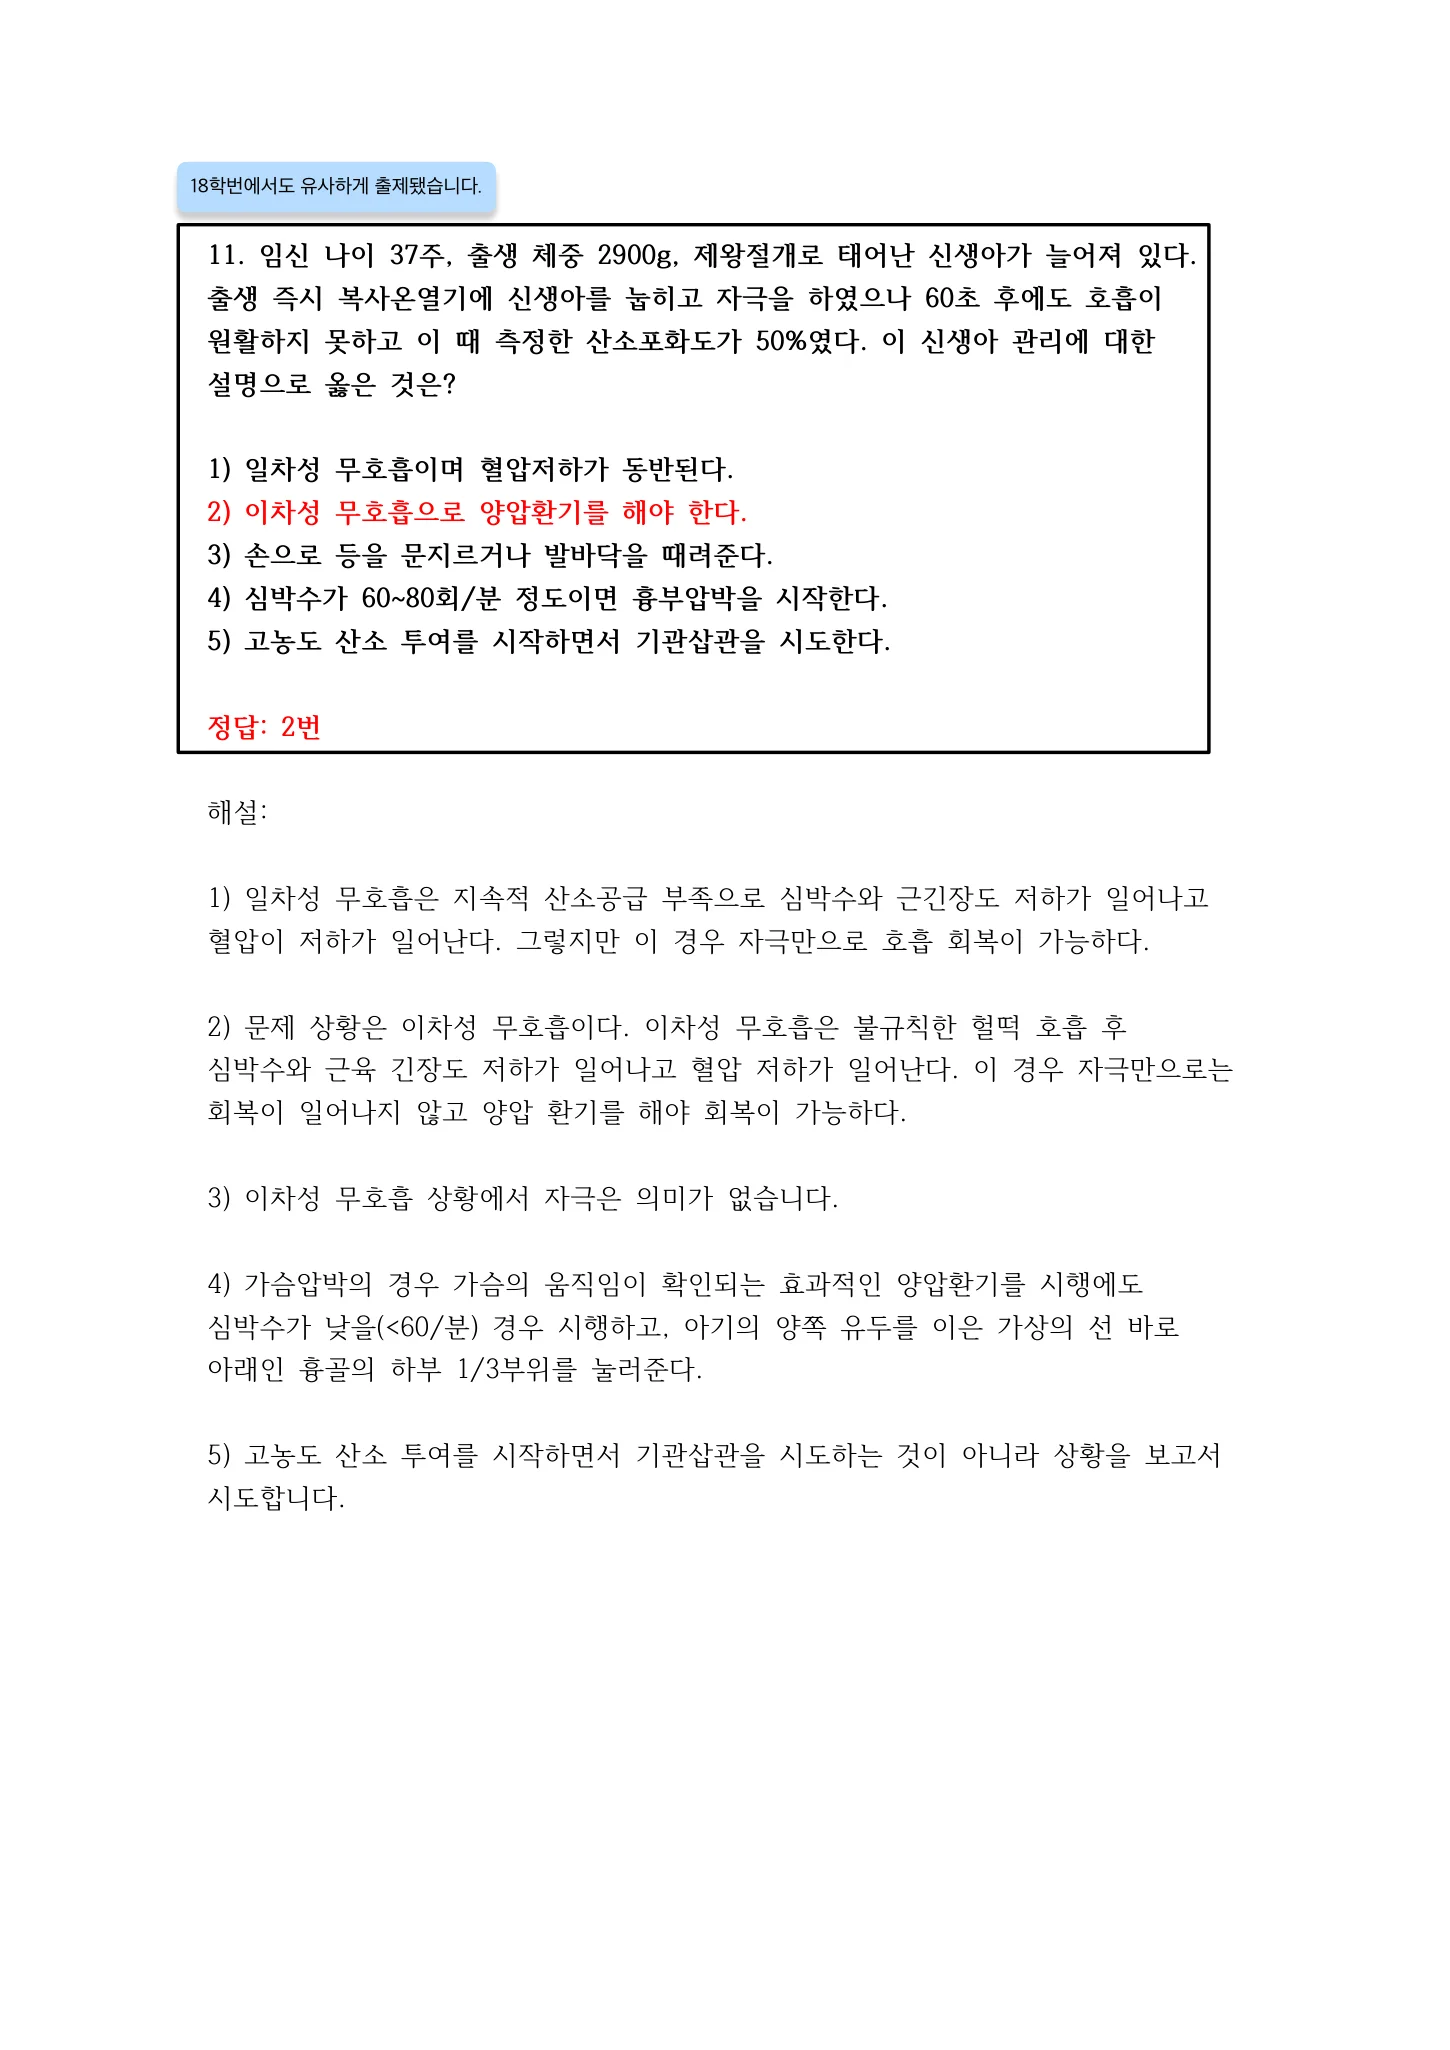 18학번에서도 유사하게 출제됐습니다.
11. 임신 나이 37주, 출생 체중 2900g, 제왕절개로 태어난 신생아가 늘어져 있다.
출생 즉시 복사온열기에 신생아를 눕히고 자극을 하였으나 60초 후에도 호흡이
원활하지 못하고 이 때 측정한 산소포화도가 50%였다. 이 신생아 관리에 대한
설명으로 옳은 것은?
1) 일차성 무호흡이며 혈압저하가 동반된다.
2) 이차성 무호흡으로 양압환기를 해야 한다.
3) 손으로 등을 문지르거나 발바닥을 때려준다.
4) 심박수가 60~80회/분 정도이면 흉부압박을 시작한다.
5) 고농도 산소 투여를 시작하면서 기관삽관을 시도한다.
정답: 2번
해설:
1) 일차성 무호흡은 지속적 산소공급 부족으로 심박수와 근긴장도 저하가 일어나고
혈압이 저하가 일어난다. 그렇지만 이 경우 자극만으로 호흡 회복이 가능하다.
2) 문제 상황은 이차성 무호흡이다. 이차성 무호흡은 불규칙한 헐떡 호흡 후
심박수와 근육 긴장도 저하가 일어나고 혈압 저하가 일어난다. 이 경우 자극만으로는
회복이 일어나지 않고 양압 환기를 해야 회복이 가능하다.
3) 이차성 무호흡 상황에서 자극은 의미가 없습니다.
4) 가슴압박의 경우 가슴의 움직임이 확인되는 효과적인 양압환기를 시행에도
심박수가 낮을(<60/분) 경우 시행하고, 아기의 양쪽 유두를 이은 가상의 선 바로
아래인 흉골의 하부 1/3부위를 눌러준다.
5) 고농도 산소 투여를 시작하면서 기관삽관을 시도하는 것이 아니라 상황을 보고서
시도합니다.